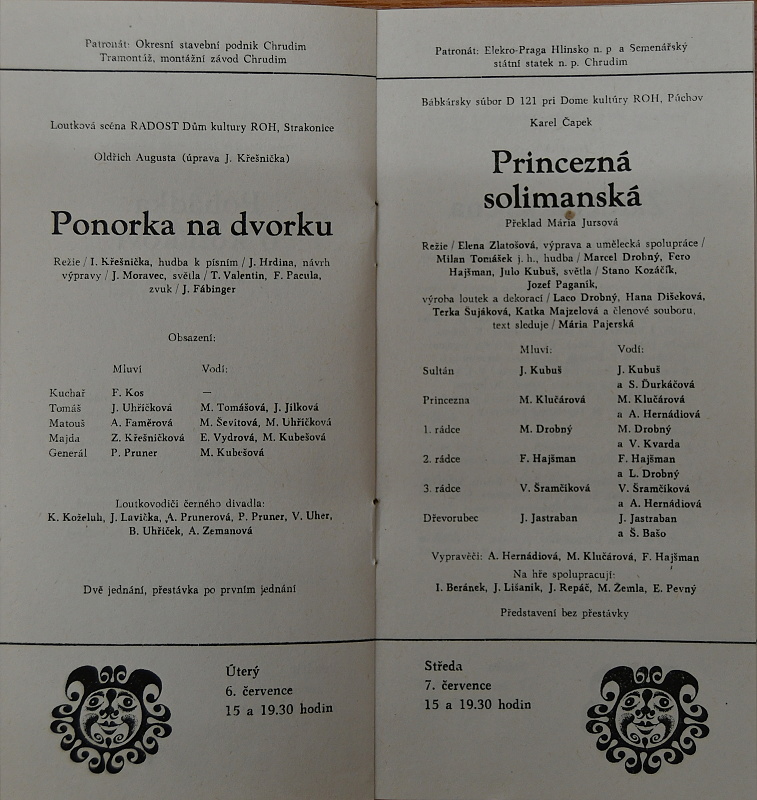 Patronát: Okresní stavební podnik Chrudim
Tramontáž, montážní závod Chrudim
Loutková scéna RADOST Dům kultury ROH, Strakonice
Oldřich Augusta (úprava J. Křešnička)
Ponorka na dvorku
Režie / I. Křešnička, hudba k písním / J. Hrdina, návrh
výpravy / J. Moravec, světla / T. Valentin, F. Pacula,
zvuk / J. Fábinger
Obsazení:
Mluví Vodí:
Kuchař F. Kos —
Tomáš J. Uhříčková M. Tomášová, J. Jílková
Matouš A. Faměrová M. Ševítová, M. Uhříčková
Majda Z. Křešničková E. Vydrová, M. Kubešová
Generál P. Pruner M. Kubešová
Loutkovodiči černého divadla:
K. Koželuh, J. Lavička, A. Prunerová, P. Pruner, V. Uher,
B. Uhříček, A. Zemanová
Dvě jednání, přestávka po prvním jednání
Úterý
6. července
15 a 19.30 hodin
Patronát: Elekro-Praga Hlinsko n. p a Semenářský
státní statek n. p. Chrudim
Bábkársky súbor D 121 pri Dome kultúry ROH, Púchov
Karel Čapek
Princezná
solimanská
Překlad Mária Jursová
Režie / Elena Zlatošová, výprava a umělecká spolupráce /
Milan Tomášek j. h., hudba / Marcel Drobný, Fero
Hajšman, Julo Kubuš, světla / Stano Kozáčik,
Jozef Paganik,
výroba loutek a dekorací / Laco Drobný, Hana Dišeková,
Terka Šujáková, Katka Majzelová a členové souboru,
text sleduje / Mária Pajerská
Mluví: Vodí:
Sultán J. Kubuš J. Kubuš
a S. Ďurkáčová
Princezna M. Klučárová M. Klučárová
a A. Hernádiová
1. rádce M. Drobný M. Drobný
a V. Kvarda
2. rádce F. Hajšman F. Hajšman
a L. Drobný
3. rádce V. Šramčíková V. Šramčíková
a A. Hernádiová
Dřevorubec J. Jastraban J. Jastraban
a Š. Bašo
Vypravěči: A. Hernádiová, M. Klučárová, F. Hajšman
Na hře spolupracují:
I. Beránek, J. Lišaník, J. Repáč, M. Žemla, E. Pevný
Představení bez přestávky
Středa
7. července
15 a 19.30 hodin